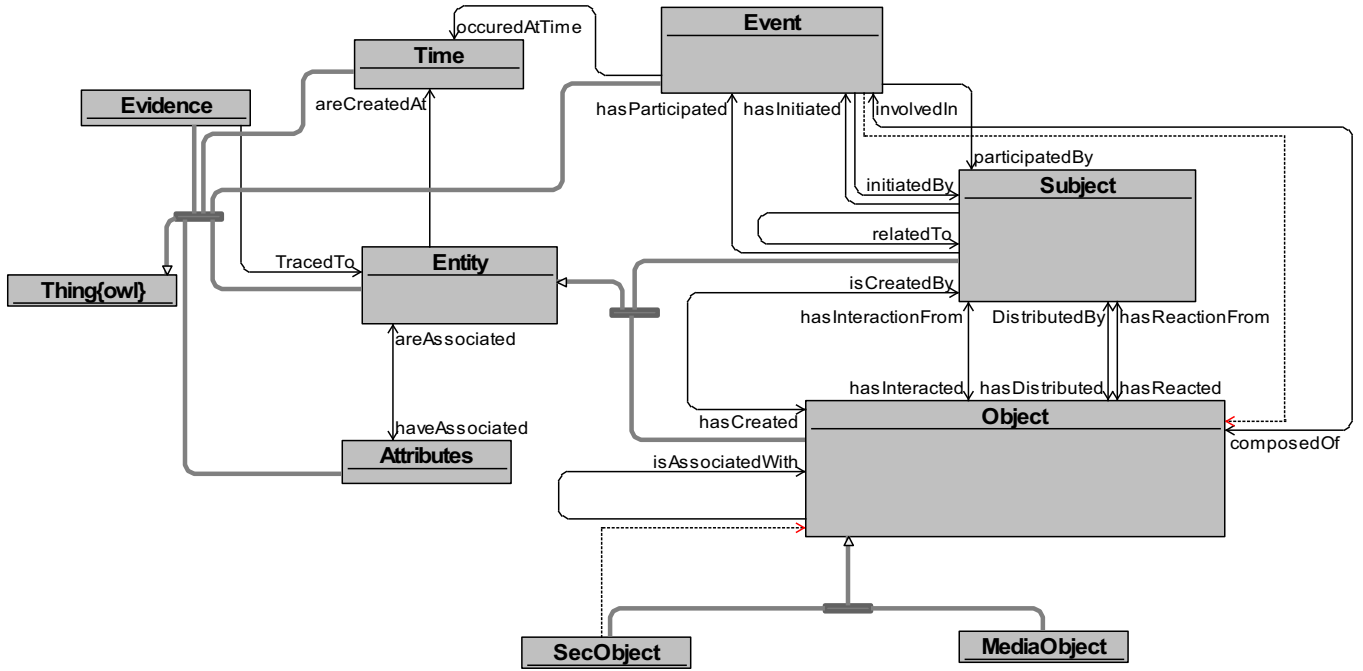 Event
occuredAtTime
Time
Evidence
areCreatedAt
hasParticipated
hasInitiated
involvedIn
participatedBy
initiatedBy
Subject
relatedTo
TracedTo
Entity
Thing{owl}
isCreatedBy
hasInteractionFrom
DistributedBy
hasReactionFrom
areAssociated
hasInteracted
hasDistributed
hasReacted
hasCreated
Object
haveAssociated
composedOf
Attributes
isAssociatedWith
SecObject
MediaObject